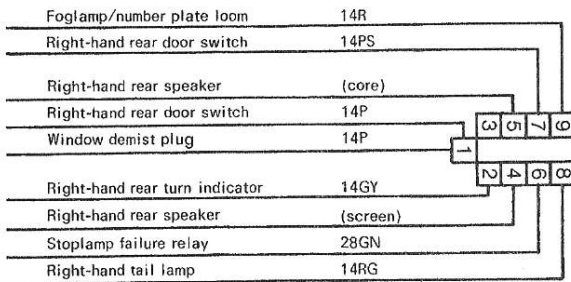 Foglamp/number plate loom 14R
Right-hand rear door switch 14PS
Right-hand rear speaker (core)
Right-hand rear door switch 14P
Window demist plug 14P
Right-hand rear turn indicator 14GY
Right-hand rear speaker (screen)
Stoplamp failure relay 28GN
Right-hand tail lamp 14RG
3 5 7 9
1
2 4 6 8